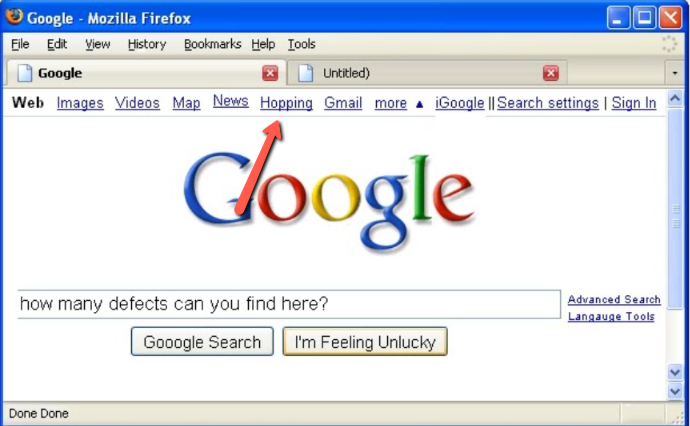 Google - Mozilla Firefox
File Edit View History Bookmarks Help Tools
Google Untitled)
Web Images Videos Map News Hopping Gmail more ▲ iGoogle || Search settings | Sign In
Google
how many defects can you find here?
Advanced Search
Langauge Tools
Gooogle Search I'm Feeling Unlucky
Done Done